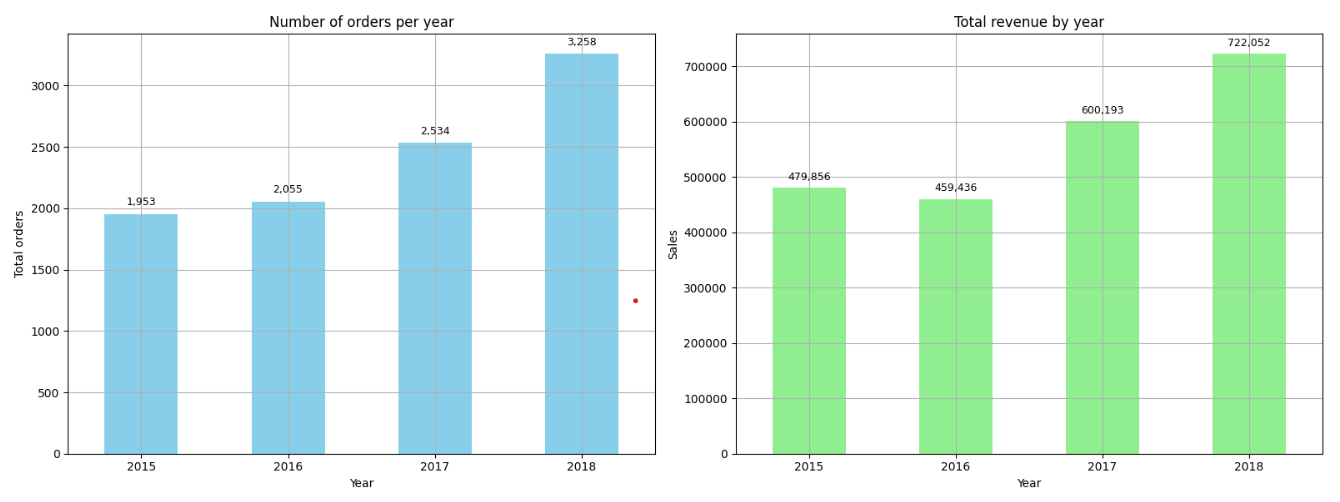 Number of orders per year
3,258
3000
2,534
2500
2,055
1,953
2000
1500
1000
500
0
Total orders
2015 2016 2017 2018
Year
Total revenue by year
722,052
700000
600,193
600000
479,856
459,436
500000
400000
300000
200000
100000
0
Sales
2015 2016 2017 2018
Year